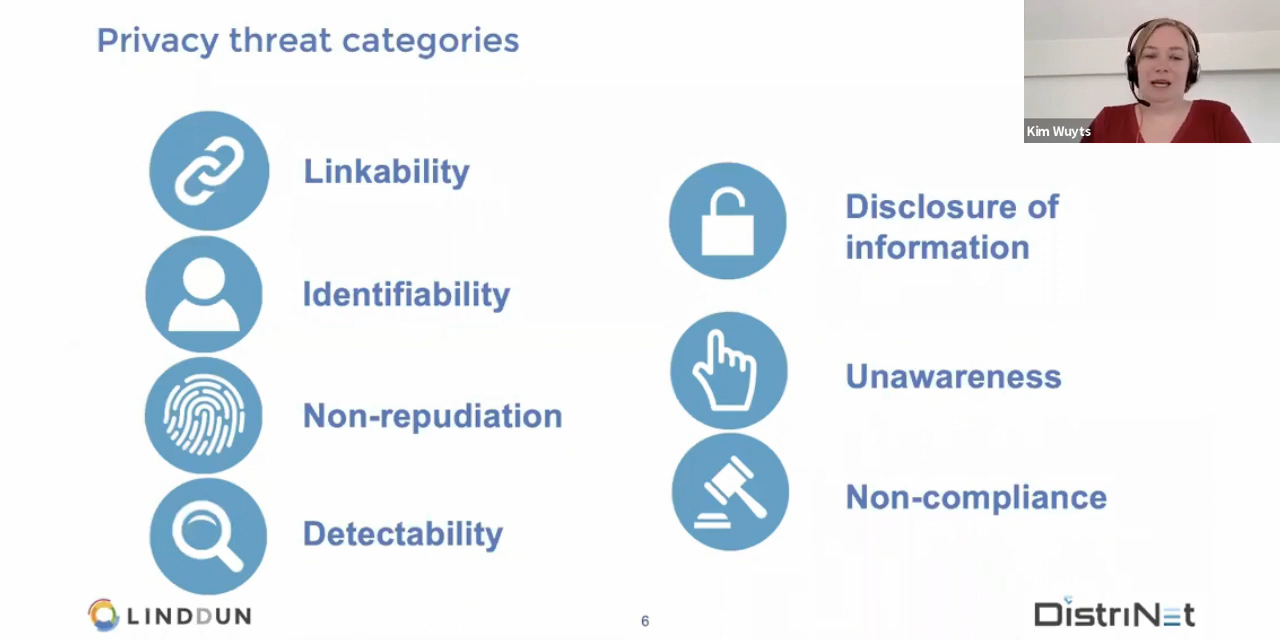 Privacy threat categories
Kim Wuyts
Linkability
Identifiability
Non-repudiation
Detectability
Disclosure of
information
Unawareness
Non-compliance
LINDDUN
6
DistriNet